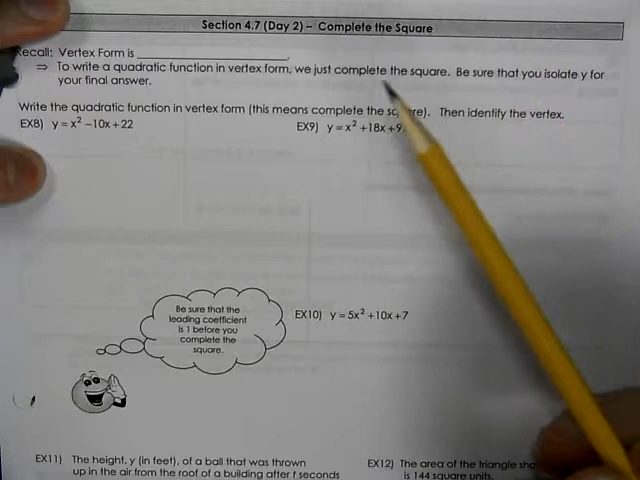 Section 4.7 (Day 2) – Complete the Square
Recall: Vertex Form is ____________________.
⇒ To write a quadratic function in vertex form, we just complete the square. Be sure that you isolate y for
your final answer.
Write the quadratic function in vertex form (this means complete the square). Then identify the vertex.
EX8) y = x² −10x + 22
EX9) y = x² +18x + 9
Be sure that the
leading coefficient
is 1 before you
complete the
square.
EX10) y = 5x² +10x + 7
EX11) The height, y (in feet), of a ball that was thrown
up in the air from the roof of a building after t seconds
EX12) The area of the triangle
is 144 square units.